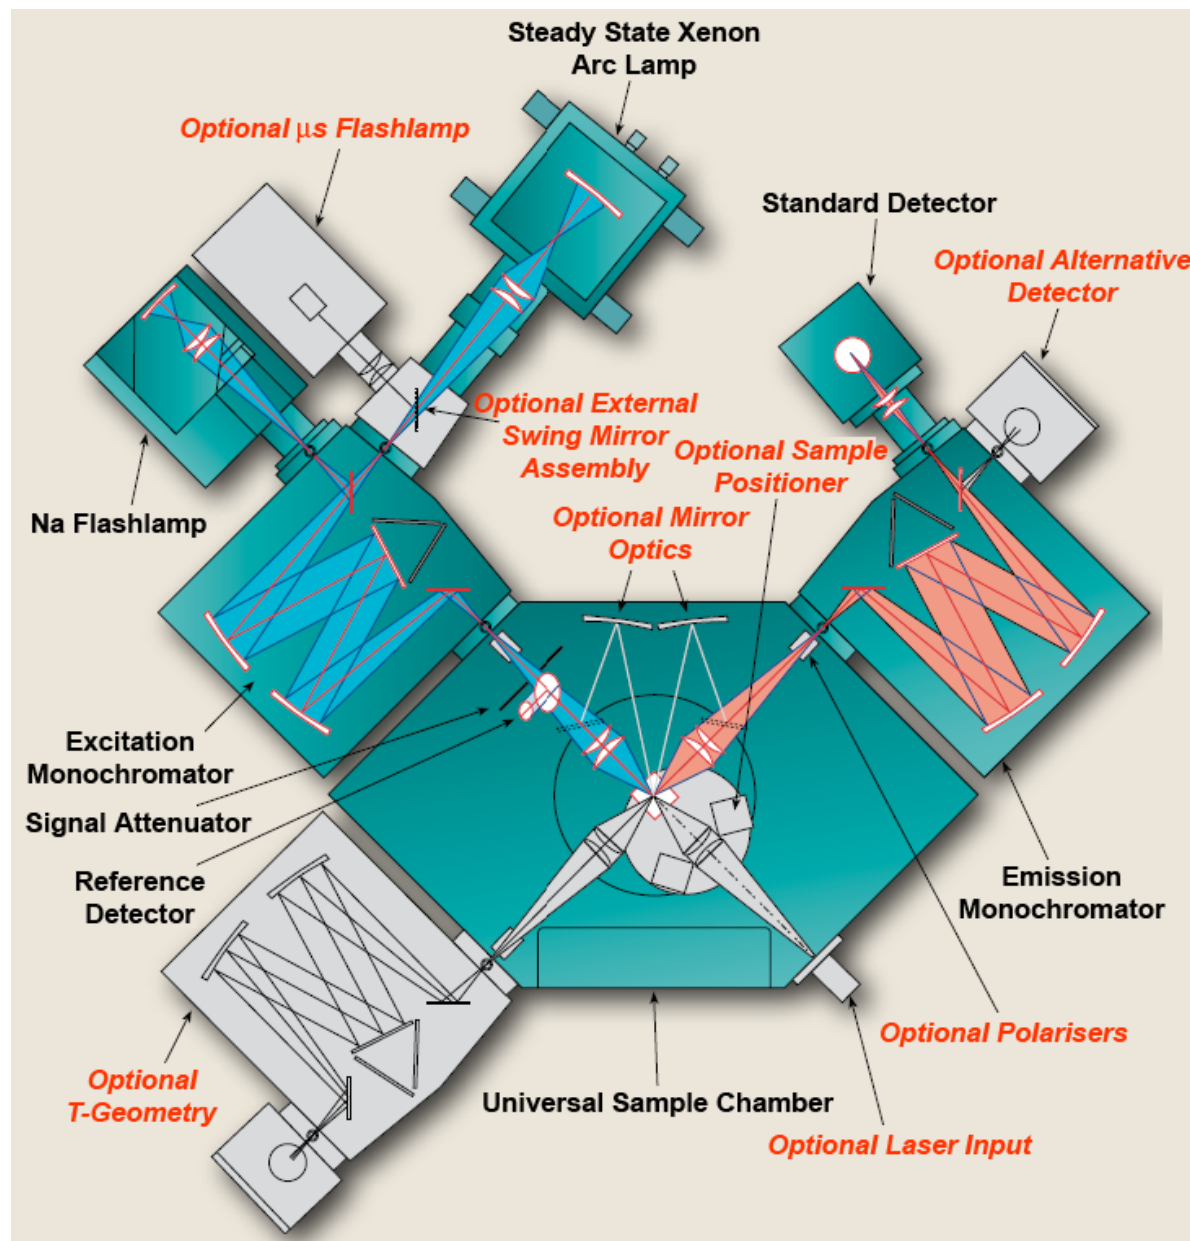 Steady State Xenon
Arc Lamp
Optional µs Flashlamp
Standard Detector
Optional Alternative
Detector
Optional External
Swing Mirror
Assembly
Optional Sample
Positioner
Na Flashlamp
Optional Mirror
Optics
Excitation
Monochromator
Signal Attenuator
Reference
Detector
Emission
Monochromator
Optional Polarisers
Optional
T-Geometry
Universal Sample Chamber
Optional Laser Input